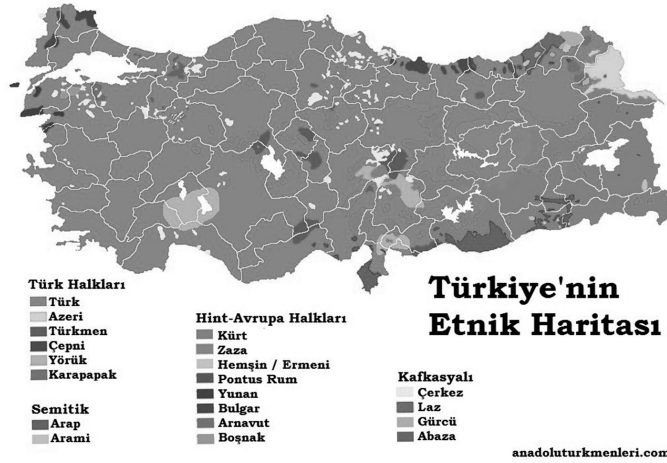 Türkiye'nin
Etnik Haritası
Türk Halkları
Türk
Azeri
Türkmen
Çepni
Yörük
Karapapak
Semitik
Arap
Arami
Hint-Avrupa Halkları
Kürt
Zaza
Hemşin / Ermeni
Pontus Rum
Yunan
Bulgar
Arnavut
Boşnak
Kafkasyalı
Çerkez
Laz
Gürcü
Abaza
anadoluturkmenleri.com